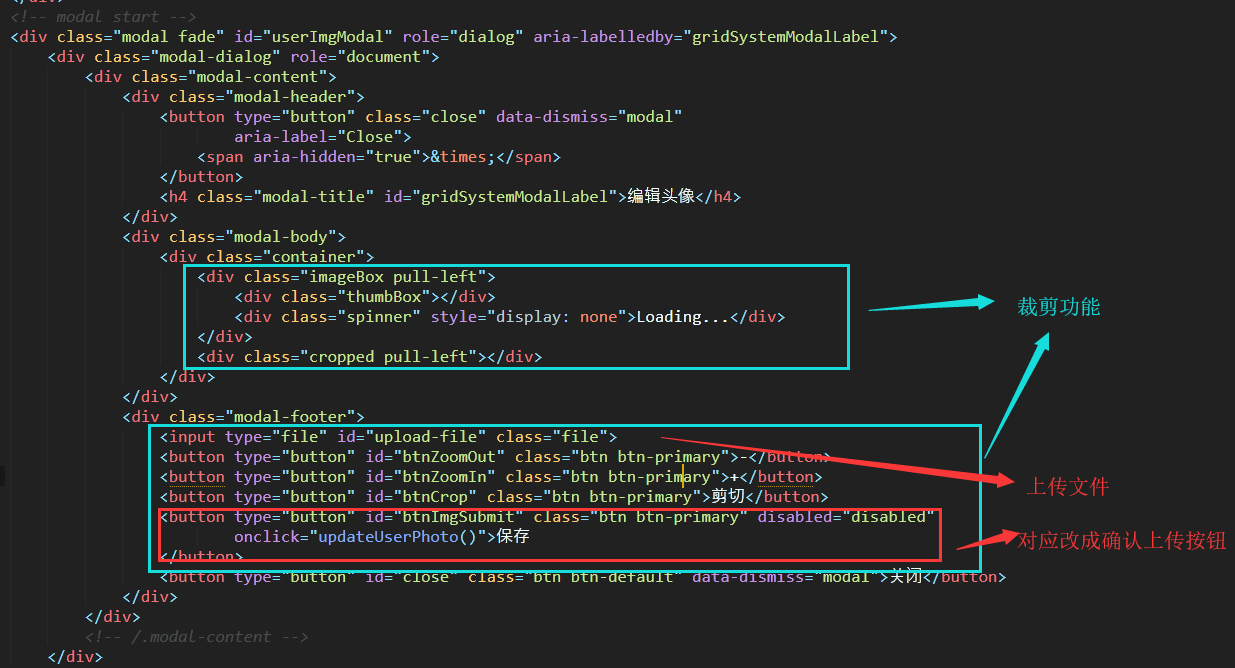 </div>
<!-- modal start -->
<div class="modal fade" id="userImgModal" role="dialog" aria-labelledby="gridSystemModalLabel">
<div class="modal-dialog" role="document">
<div class="modal-content">
<div class="modal-header">
<button type="button" class="close" data-dismiss="modal"
aria-label="Close">
<span aria-hidden="true">&times;</span>
</button>
<h4 class="modal-title" id="gridSystemModalLabel">编辑头像</h4>
</div>
<div class="modal-body">
<div class="container">
<div class="imageBox pull-left">
<div class="thumbBox"></div>
裁剪功能
<div class="spinner" style="display: none">Loading...</div>
</div>
<div class="cropped pull-left"></div>
</div>
</div>
<div class="modal-footer">
<input type="file" id="upload-file" class="file">
<button type="button" id="btnZoomOut" class="btn btn-primary">-</button>
<button type="button" id="btnZoomIn" class="btn btn-primary">+</button>
上传文件
<button type="button" id="btnCrop" class="btn btn-primary">剪切</button>
<button type="button" id="btnImgSubmit" class="btn btn-primary" disabled="disabled"
onclick="updateUserPhoto()">保存
对应改成确认上传按钮
</button>
<button type="button" id="close" class="btn btn-default" data-dismiss="modal">关闭</button>
</div>
</div>
<!-- /.modal-content -->
</div>